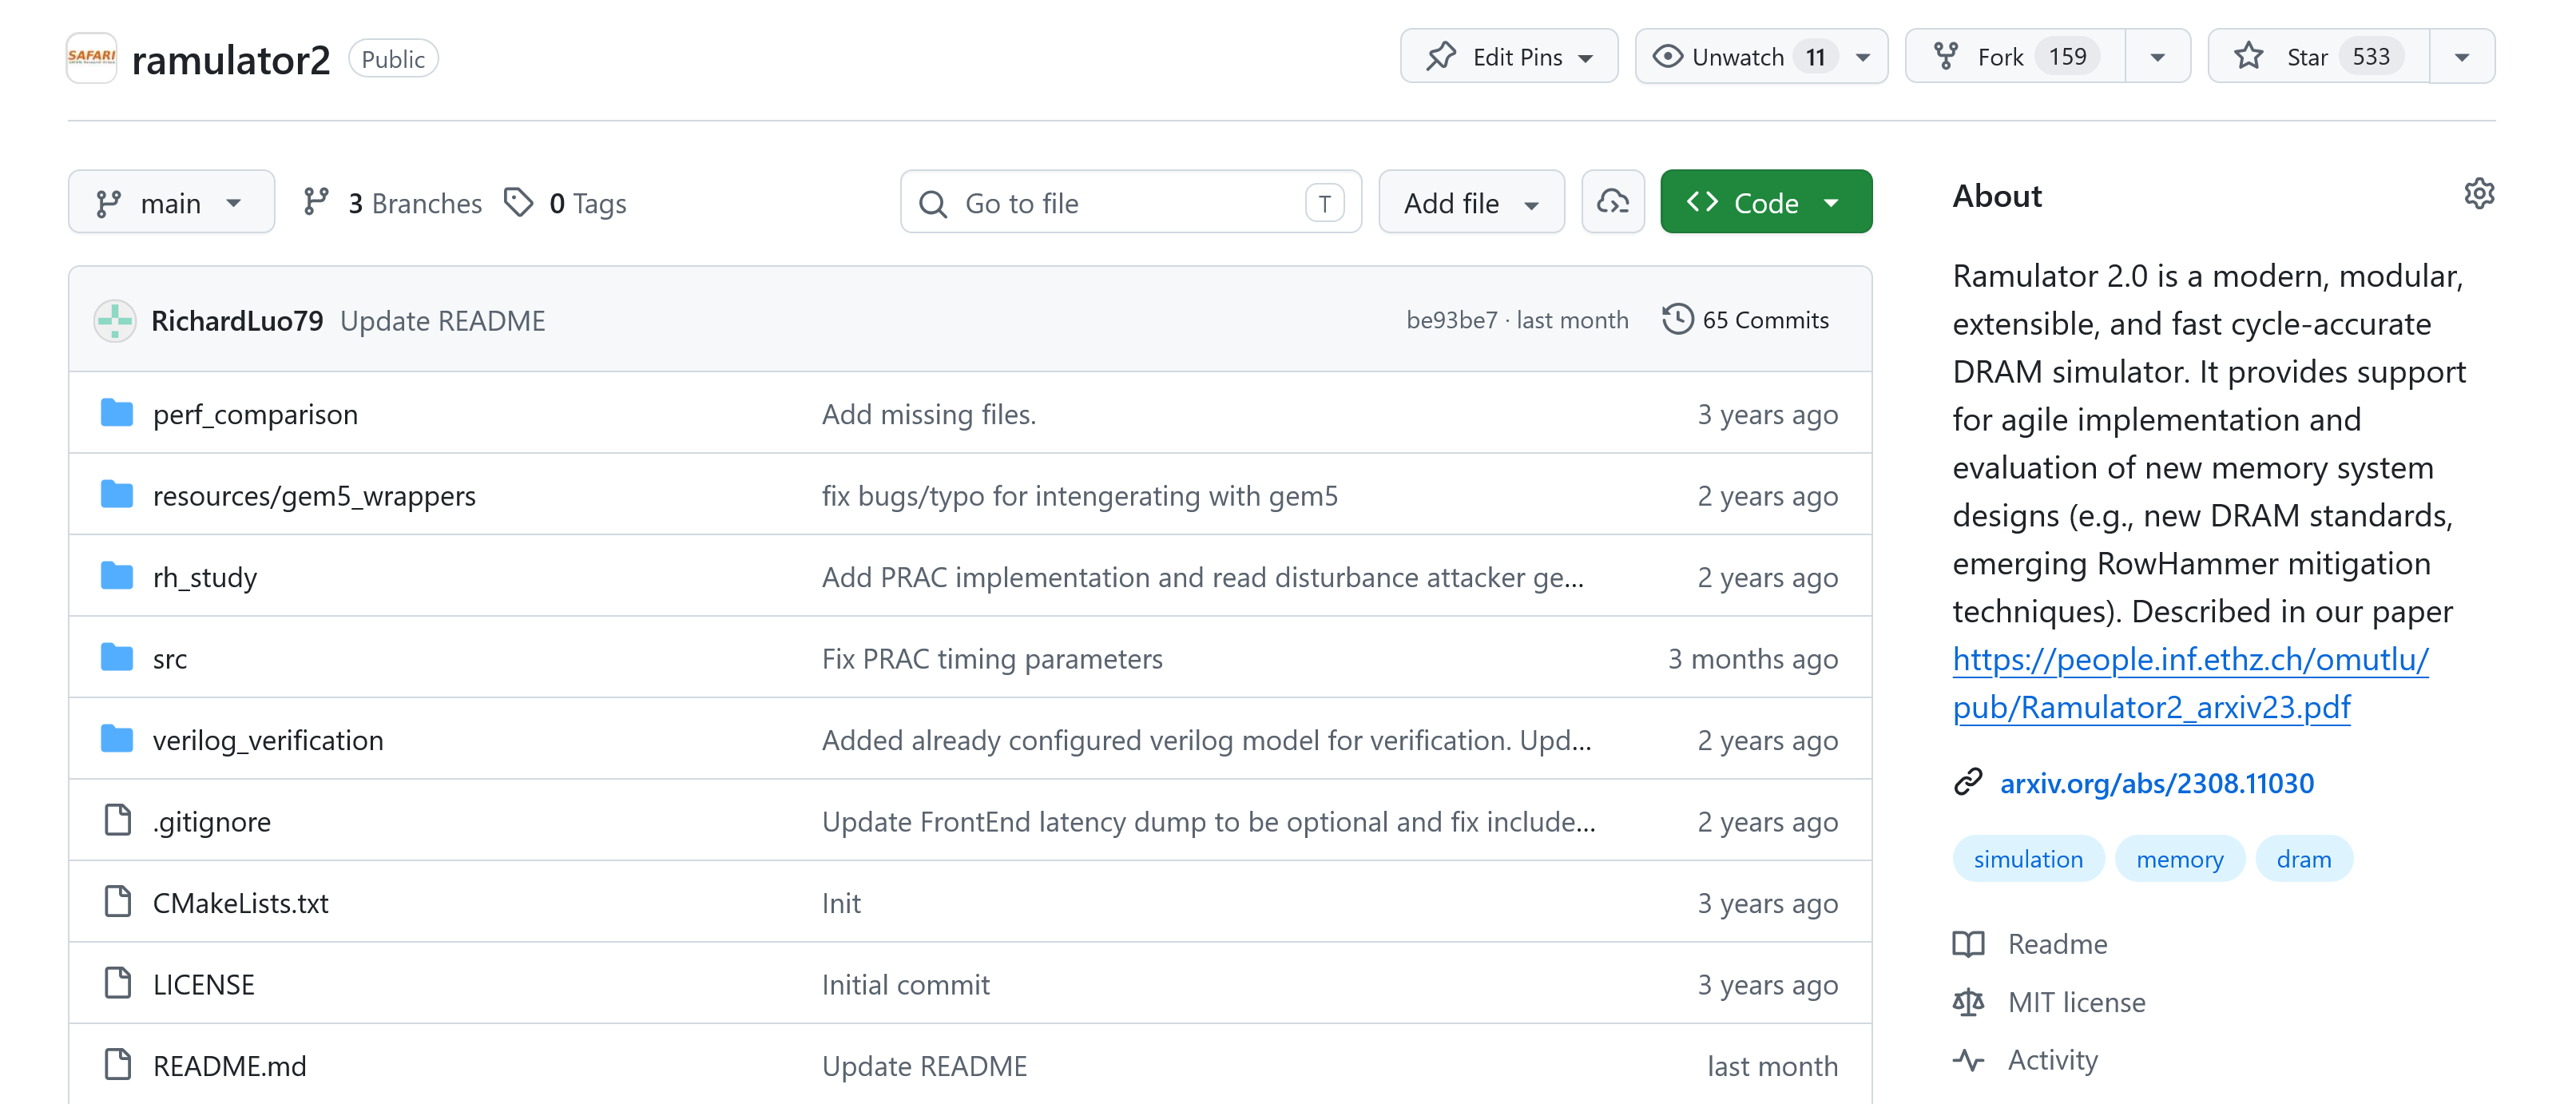 SAFARI
ramulator2 Public Edit Pins Unwatch 11 Fork 159 Star 533
main 3 Branches 0 Tags Go to file T Add file Code
RichardLuo79 Update README be93be7 · last month 65 Commits
perf_comparison Add missing files. 3 years ago
resources/gem5_wrappers fix bugs/typo for intengerating with gem5 2 years ago
rh_study Add PRAC implementation and read disturbance attacker ge... 2 years ago
src Fix PRAC timing parameters 3 months ago
verilog_verification Added already configured verilog model for verification. Upd... 2 years ago
.gitignore Update FrontEnd latency dump to be optional and fix include... 2 years ago
CMakeLists.txt Init 3 years ago
LICENSE Initial commit 3 years ago
README.md Update README last month
About
Ramulator 2.0 is a modern, modular,
extensible, and fast cycle-accurate
DRAM simulator. It provides support
for agile implementation and
evaluation of new memory system
designs (e.g., new DRAM standards,
emerging RowHammer mitigation
techniques). Described in our paper
https://people.inf.ethz.ch/omutlu/
pub/Ramulator2_arxiv23.pdf
arxiv.org/abs/2308.11030
simulation memory dram
Readme
MIT license
Activity